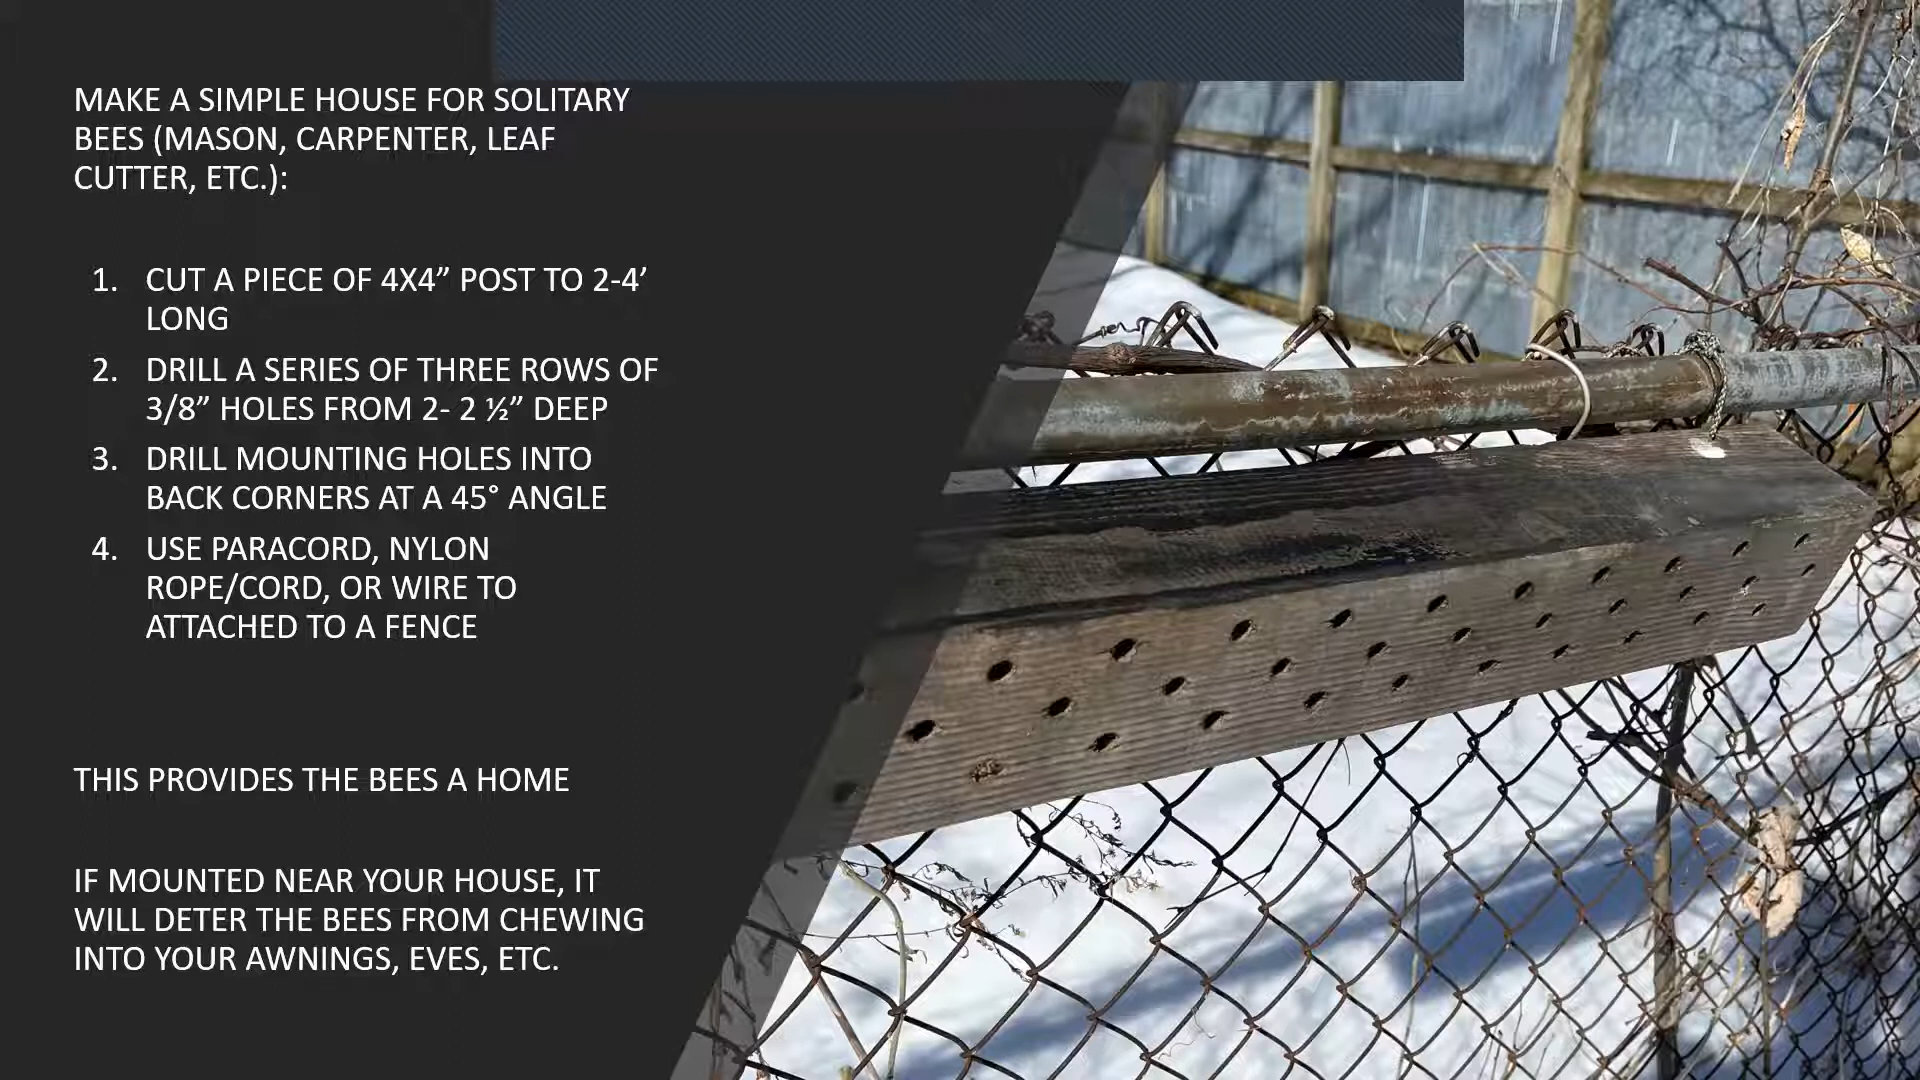 MAKE A SIMPLE HOUSE FOR SOLITARY
BEES (MASON, CARPENTER, LEAF
CUTTER, ETC.):
1. CUT A PIECE OF 4X4” POST TO 2-4’
LONG
2. DRILL A SERIES OF THREE ROWS OF
3/8” HOLES FROM 2- 2 ½” DEEP
3. DRILL MOUNTING HOLES INTO
BACK CORNERS AT A 45° ANGLE
4. USE PARACORD, NYLON
ROPE/CORD, OR WIRE TO
ATTACHED TO A FENCE
THIS PROVIDES THE BEES A HOME
IF MOUNTED NEAR YOUR HOUSE, IT
WILL DETER THE BEES FROM CHEWING
INTO YOUR AWNINGS, EVES, ETC.